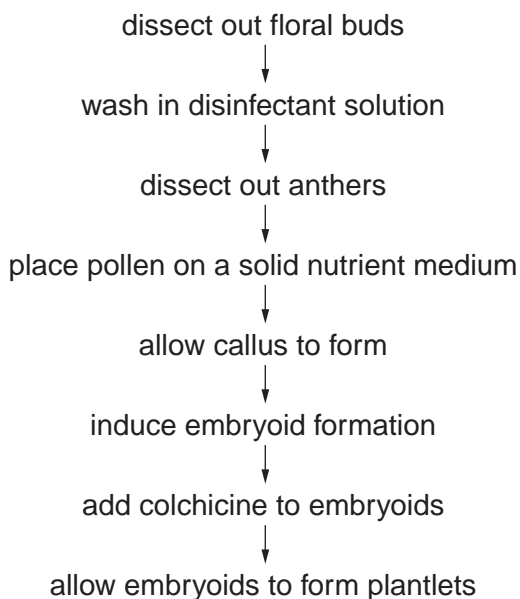 dissect out floral buds
wash in disinfectant solution
dissect out anthers
place pollen on a solid nutrient medium
allow callus to form
induce embryoid formation
add colchicine to embryoids
allow embryoids to form plantlets